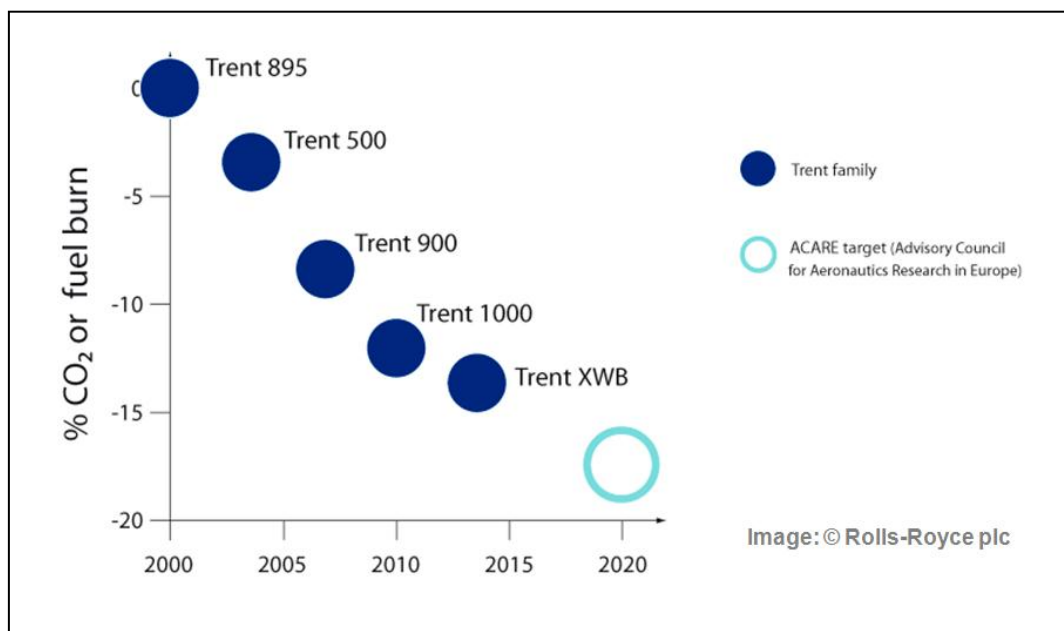 0
Trent 895
Trent 500
-5
Trent 900
-10
Trent 1000
Trent XWB
-15
-20
% CO₂ or fuel burn
2000
2005
2010
2015
2020
Trent family
ACARE target (Advisory Council
for Aeronautics Research in Europe)
Image: © Rolls-Royce plc